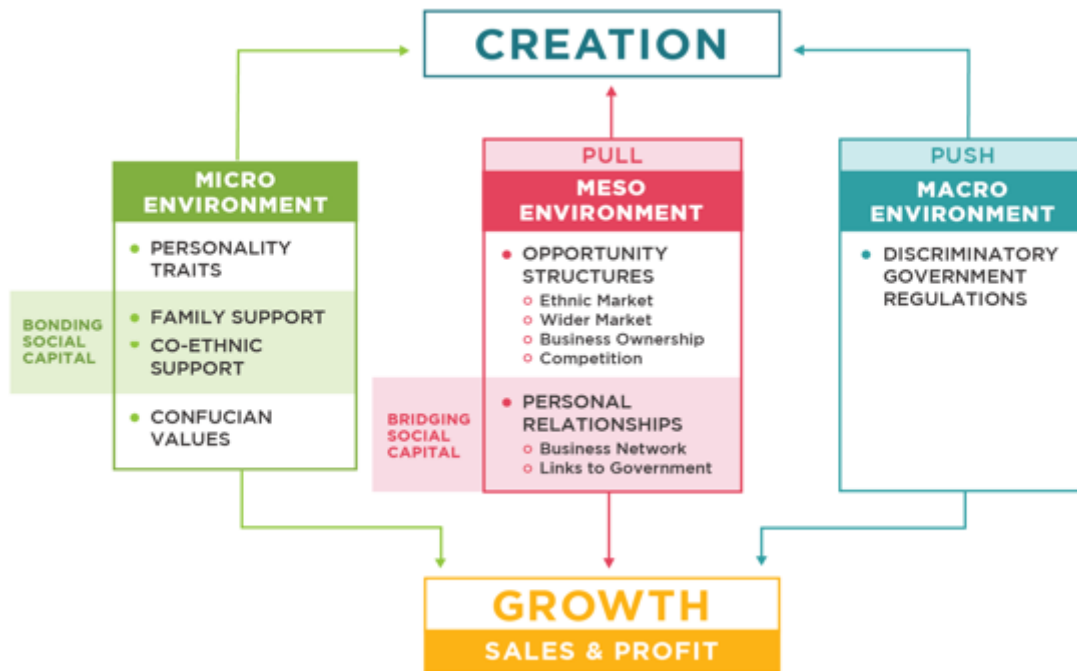 CREATION
MICRO
ENVIRONMENT
• PERSONALITY
TRAITS
BONDING
SOCIAL
CAPITAL
• FAMILY SUPPORT
• CO-ETHNIC
SUPPORT
• CONFUCIAN
VALUES
PULL
MESO
ENVIRONMENT
• OPPORTUNITY
STRUCTURES
○ Ethnic Market
○ Wider Market
○ Business Ownership
○ Competition
BRIDGING
SOCIAL
CAPITAL
• PERSONAL
RELATIONSHIPS
○ Business Network
○ Links to Government
PUSH
MACRO
ENVIRONMENT
• DISCRIMINATORY
GOVERNMENT
REGULATIONS
GROWTH
SALES & PROFIT